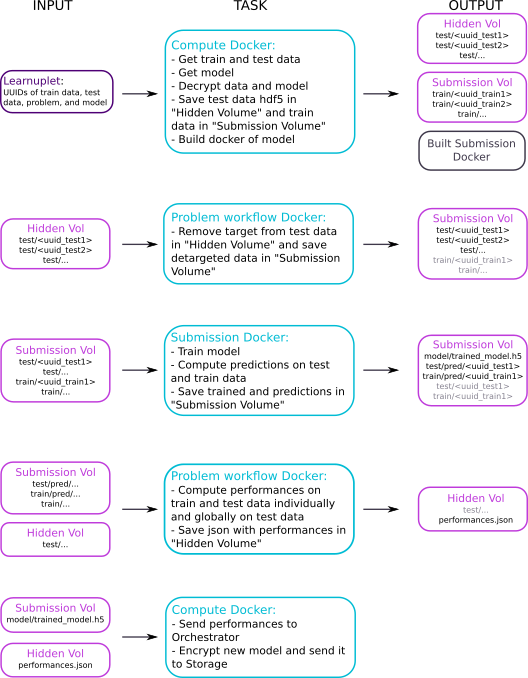 INPUT
TASK
OUTPUT
Learnuplet:
UUIDs of train data, test
data, problem, and model
Compute Docker:
- Get train and test data
- Get model
- Decrypt data and model
- Save test data hdf5 in
"Hidden Volume" and train
data in "Submission Volume"
- Build docker of model
Hidden Vol
test/<uuid_test1>
test/<uuid_test2>
test/...
Submission Vol
train/<uuid_train1>
train/<uuid_train2>
train/...
Built Submission
Docker
Hidden Vol
test/<uuid_test1>
test/<uuid_test2>
test/...
Problem workflow Docker:
- Remove target from test data
in "Hidden Volume" and save
detargeted data in "Submission
Volume"
Submission Vol
test/<uuid_test1>
test/<uuid_test2>
test/...
train/<uuid_train1>
train/...
Submission Vol
test/<uuid_test1>
test/...
train/<uuid_train1>
train/...
Submission Docker:
- Train model
- Compute predictions on test
and train data
- Save trained and predictions in
"Submission Volume"
Submission Vol
model/trained_model.h5
test/pred/<uuid_test1>
train/pred/<uuid_train1>
test/<uuid_test1>
train/<uuid_train1>
Submission Vol
test/pred/...
train/pred/...
train/...
Hidden Vol
test/...
Problem workflow Docker:
- Compute performances on
train and test data individually
and globally on test data
- Save json with performances in
"Hidden Volume"
Hidden Vol
test/...
performances.json
Submission Vol
model/trained_model.h5
Hidden Vol
performances.json
Compute Docker:
- Send performances to
Orchestrator
- Encrypt new model and send it
to Storage